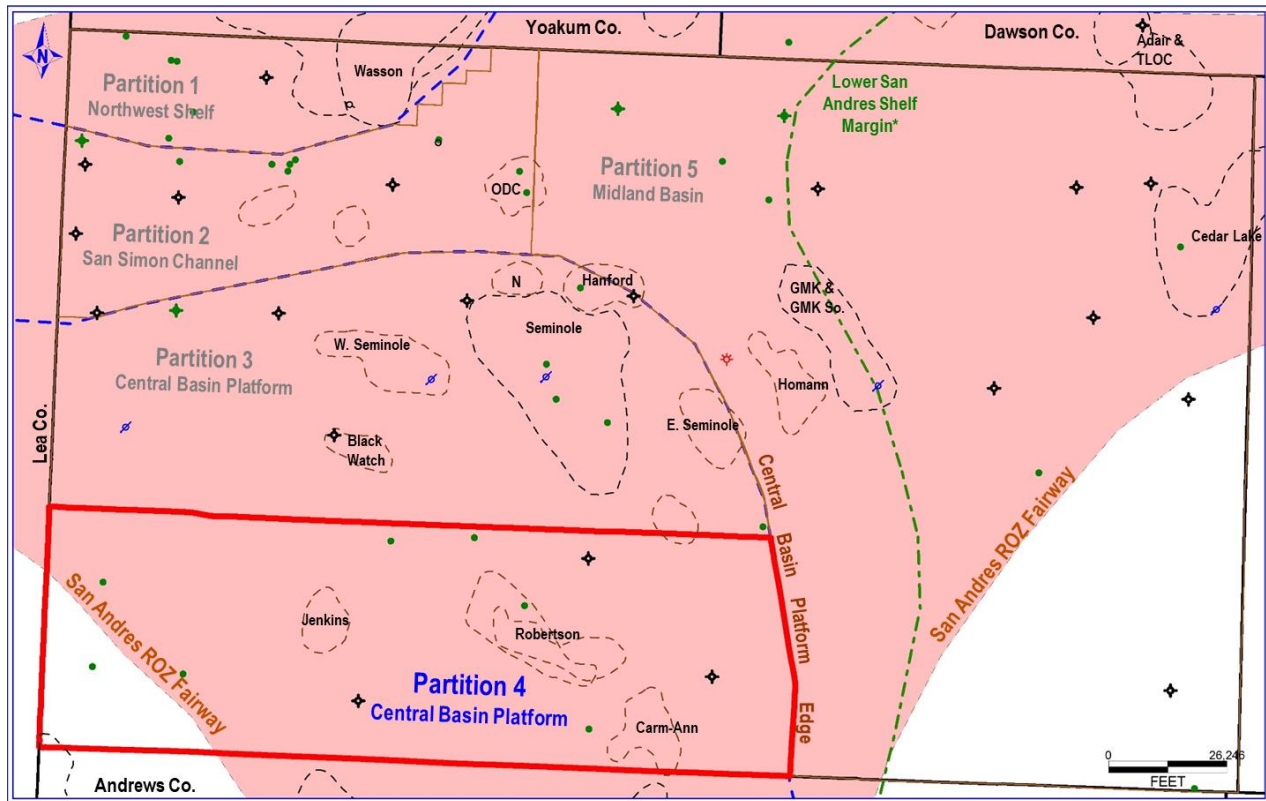 Yoakum Co.
Dawson Co.
Adair &
TLOC
N
Wasson
Partition 1
Northwest Shelf
Lower San
Andres Shelf
Margin*
Partition 5
Midland Basin
ODC
Partition 2
San Simon Channel
Cedar Lake
N
Hanford
GMK &
GMK So.
Seminole
W. Seminole
Partition 3
Central Basin Platform
Homann
E. Seminole
Lea Co.
Black
Watch
Central Basin Platform Edge
San Andres ROZ Fairway
San Andres ROZ Fairway
Jenkins
Robertson
Partition 4
Central Basin Platform
Carm-Ann
Andrews Co.
0 26,246
FEET